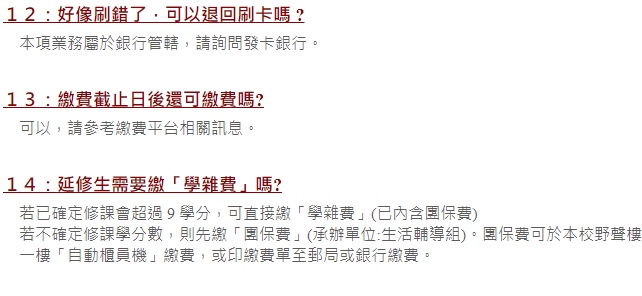 １２：好像刷錯了，可以退回刷卡嗎？
本項業務屬於銀行管轄，請詢問發卡銀行。
１３：繳費截止日後還可繳費嗎?
可以，請參考繳費平台相關訊息。
１４：延修生需要繳「學雜費」嗎?
若已確定修課會超過 9 學分，可直接繳「學雜費」(已內含團保費)
若不確定修課學分數，則先繳「團保費」(承辦單位:生活輔導組)。團保費可於本校野聲樓
一樓「自動櫃員機」繳費，或印繳費單至郵局或銀行繳費。